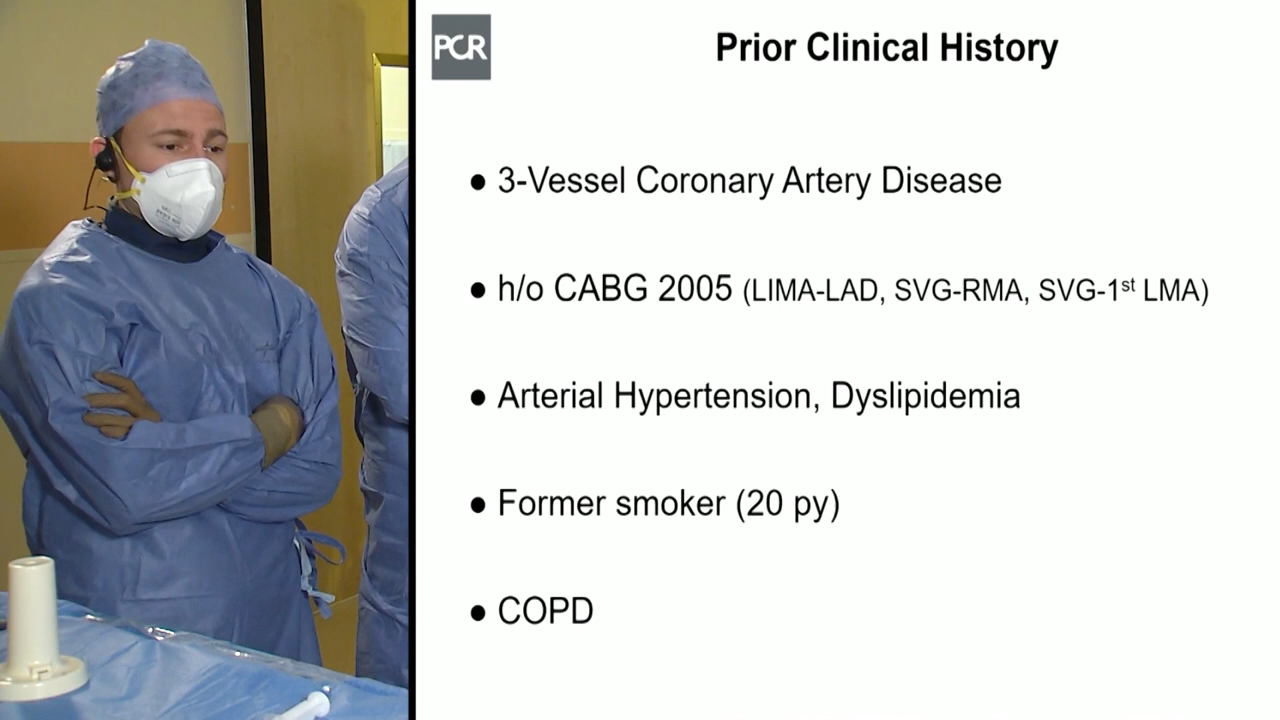 PCR
Prior Clinical History
● 3-Vessel Coronary Artery Disease
● h/o CABG 2005 (LIMA-LAD, SVG-RMA, SVG-1st LMA)
● Arterial Hypertension, Dyslipidemia
● Former smoker (20 py)
● COPD